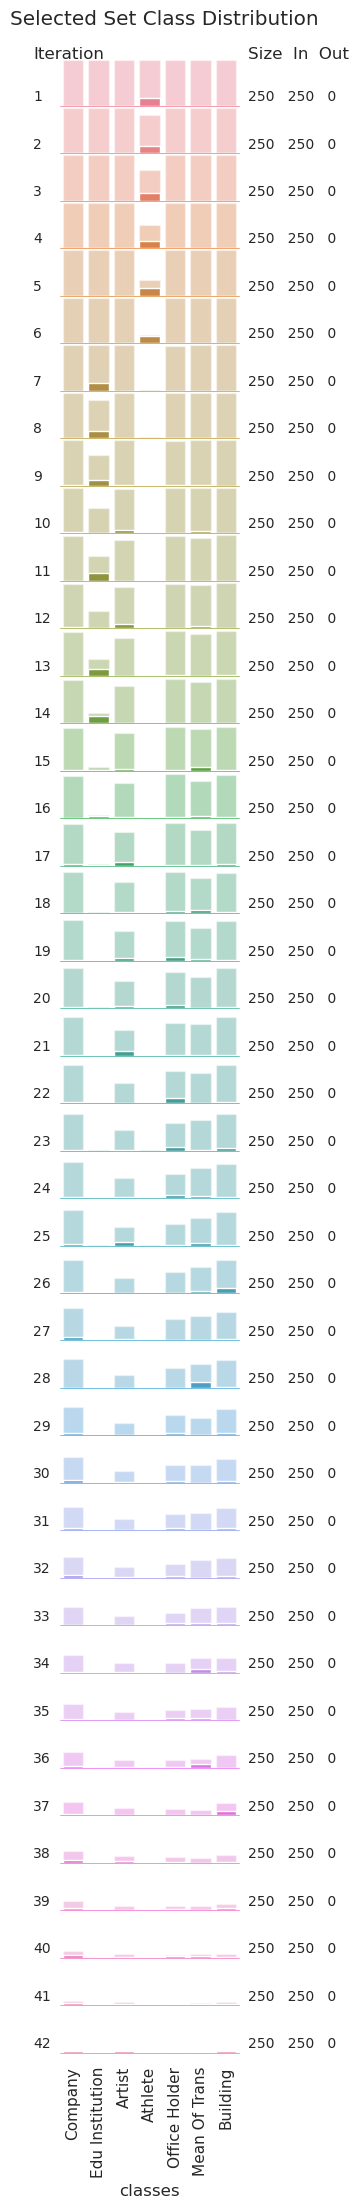 Selected Set Class Distribution
Iteration Size In Out
1 250 250 0
2 250 250 0
3 250 250 0
4 250 250 0
5 250 250 0
6 250 250 0
7 250 250 0
8 250 250 0
9 250 250 0
10 250 250 0
11 250 250 0
12 250 250 0
13 250 250 0
14 250 250 0
15 250 250 0
16 250 250 0
17 250 250 0
18 250 250 0
19 250 250 0
20 250 250 0
21 250 250 0
22 250 250 0
23 250 250 0
24 250 250 0
25 250 250 0
26 250 250 0
27 250 250 0
28 250 250 0
29 250 250 0
30 250 250 0
31 250 250 0
32 250 250 0
33 250 250 0
34 250 250 0
35 250 250 0
36 250 250 0
37 250 250 0
38 250 250 0
39 250 250 0
40 250 250 0
41 250 250 0
42 250 250 0
Company
Edu Institution
Artist
Athlete
Office Holder
Mean Of Trans
Building
classes